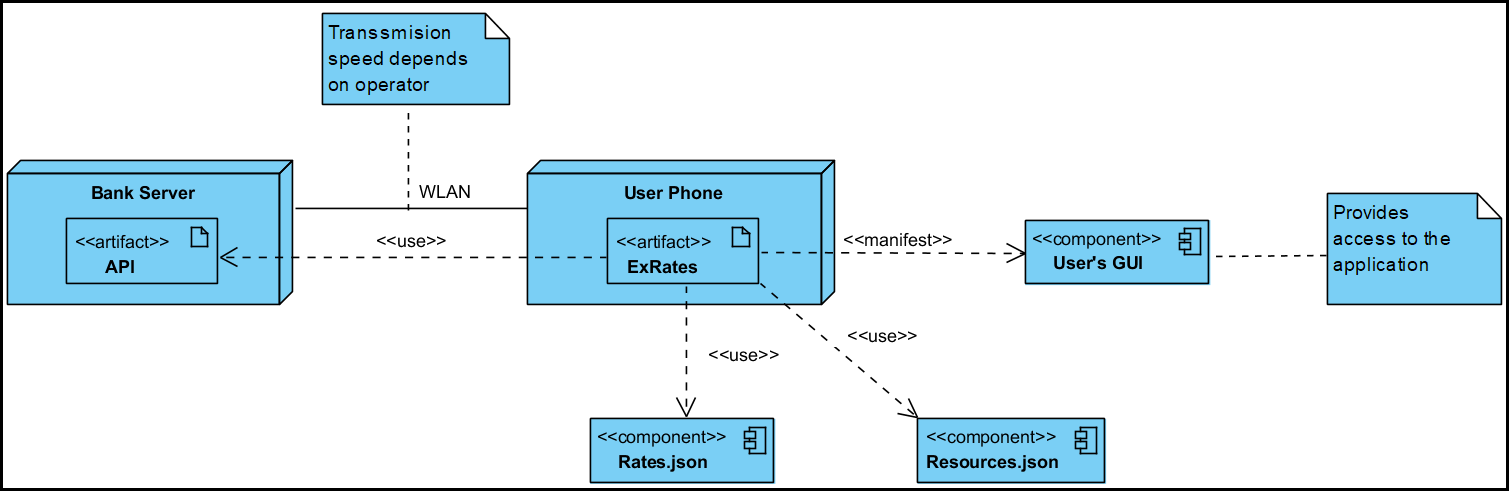 Transsmision
speed depends
on operator
Bank Server
<<artifact>>
API
WLAN
<<use>>
User Phone
<<artifact>>
ExRates
<<manifest>>
<<component>>
User's GUI
Provides
access to the
application
<<use>>
<<use>>
<<component>>
Rates.json
<<component>>
Resources.json